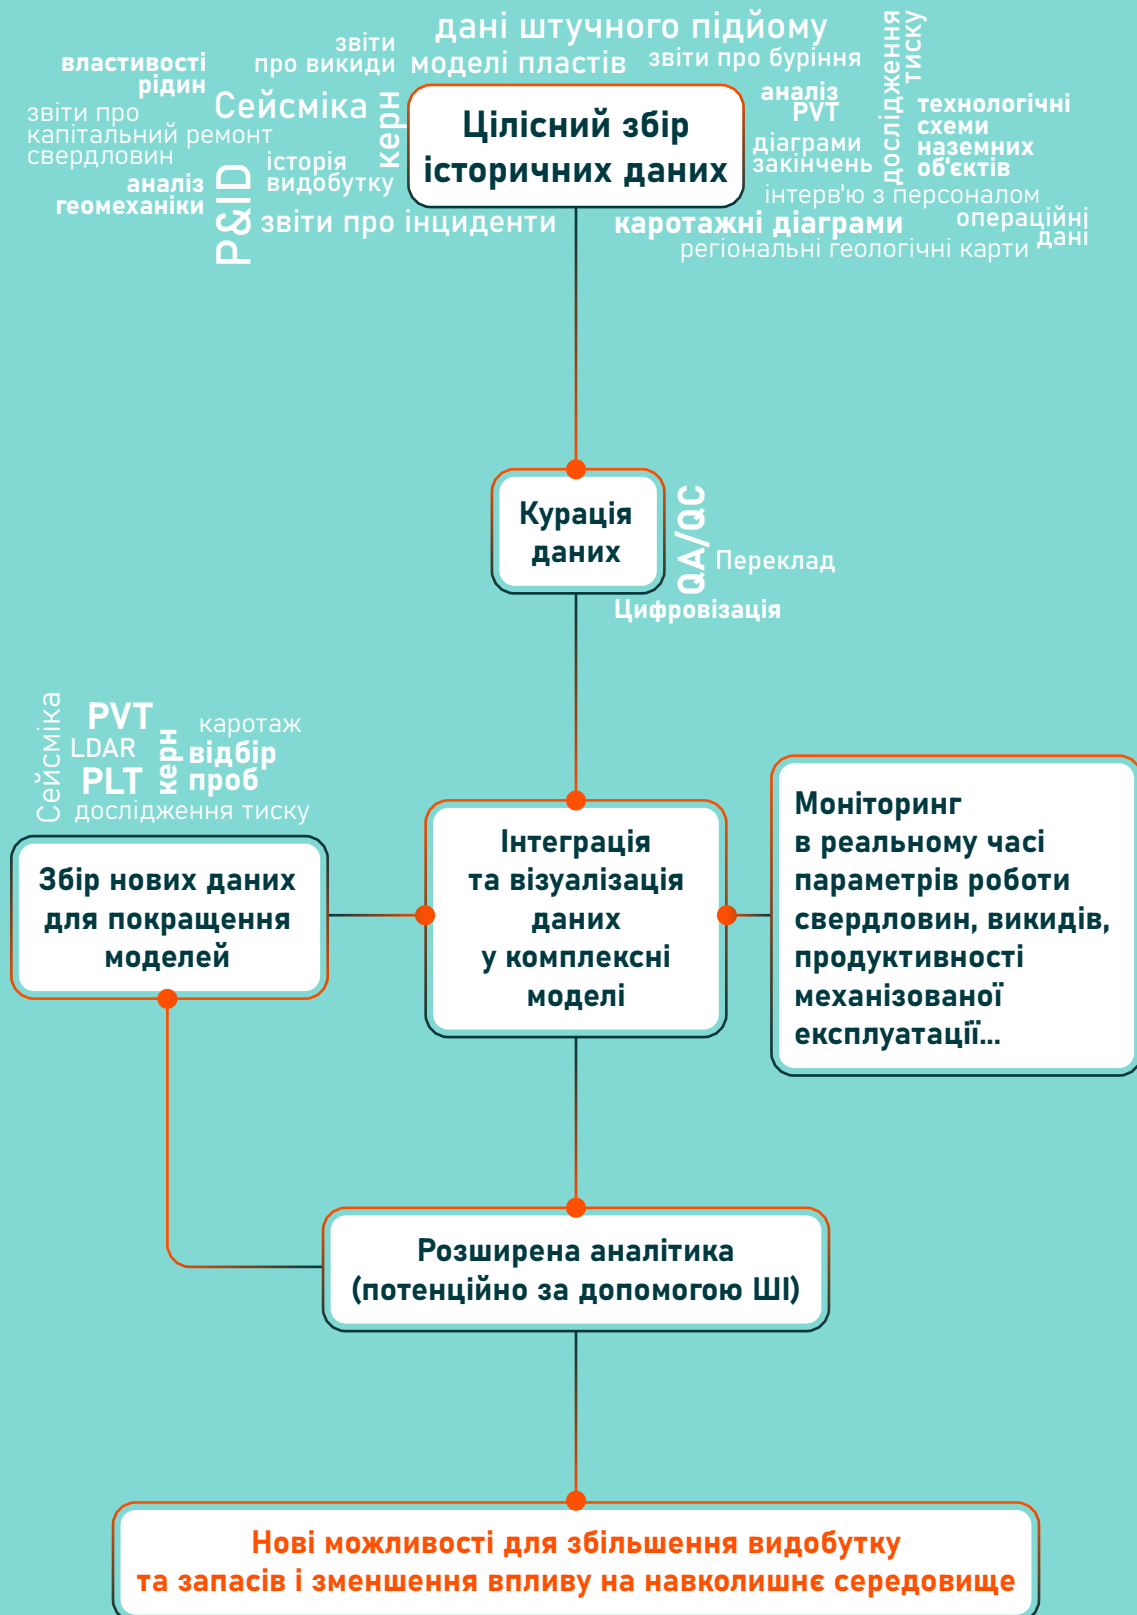 дані штучного підйому
звіти
про викиди
моделі пластів
звіти про буріння
дослідження
тиску
властивості
рідин
Сейсміка
керн
звіти про
капітальний ремонт
свердловин
історія
видобутку
аналіз
геомеханіки
P&ID
звіти про інциденти
Цілісний збір
історичних даних
аналіз
PVT
діаграми
закінчень
технологічні
схеми
наземних
об'єктів
інтерв'ю з персоналом
каротажні діаграми
операційні
дані
регіональні геологічні карти
Курація
даних
QA/QC
Переклад
Цифровізація
Сейсміка
PVT
каротаж
LDAR
керн
відбір
проб
PLT
дослідження тиску
Збір нових даних
для покращення
моделей
Інтеграція
та візуалізація
даних
у комплексні
моделі
Моніторинг
в реальному часі
параметрів роботи
свердловин, викидів,
продуктивності
механізованої
експлуатації...
Розширена аналітика
(потенційно за допомогою ШІ)
Нові можливості для збільшення видобутку
та запасів і зменшення впливу на навколишнє середовище